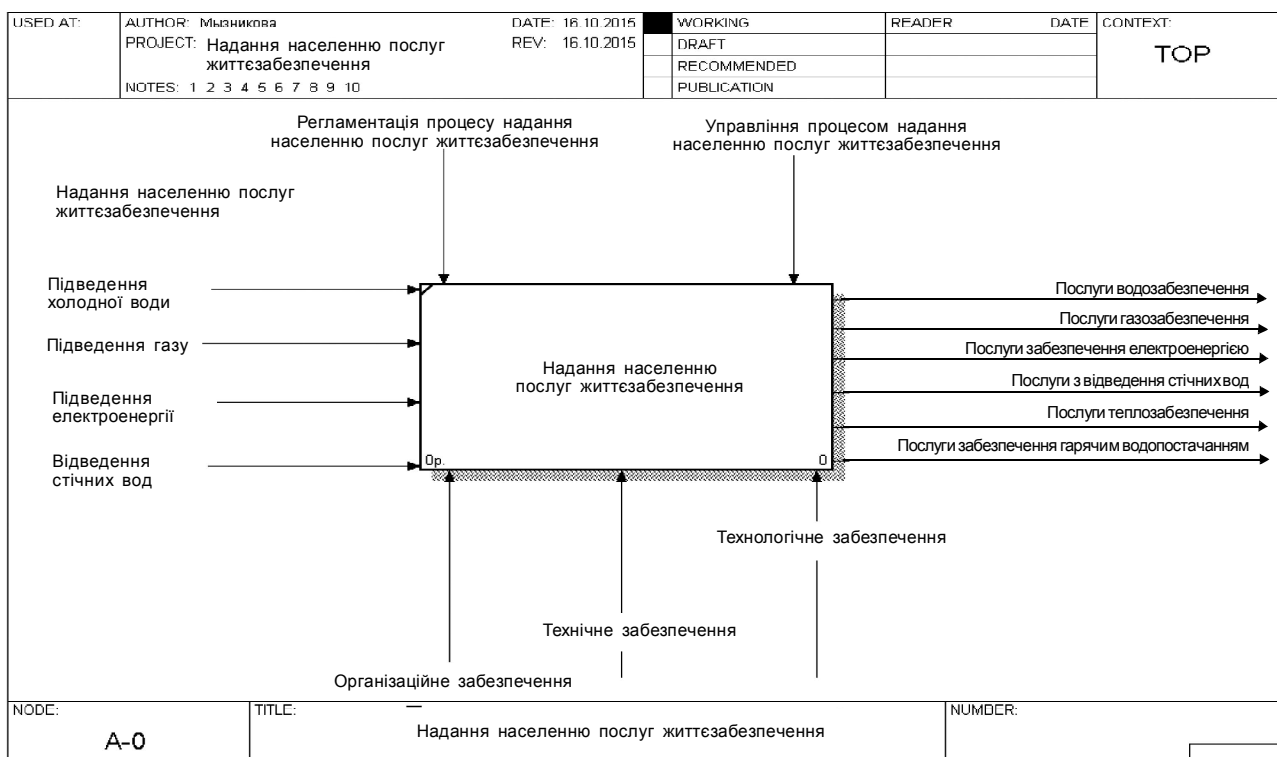 USED AT:
AUTHOR: Мызникова
DATE: 16.10.2015
WORKING
READER
DATE
CONTEXT:
PROJECT: Надання населенню послуг
життєзабезпечення
REV: 16.10.2015
DRAFT
TOP
RECOMMENDED
NOTES: 1 2 3 4 5 6 7 8 9 10
PUBLICATION
Регламентація процесу надання
населенню послуг життєзабезпечення
Управління процесом надання
населенню послуг життєзабезпечення
Надання населенню послуг
життєзабезпечення
Підведення
холодної води
Підведення газу
Підведення
електроенергії
Відведення
стічних вод
Надання населенню
послуг життєзабезпечення
0р.
0
Послуги водозабезпечення
Послуги газозабезпечення
Послуги забезпечення електроенергією
Послуги з відведення стічних вод
Послуги теплозабезпечення
Послуги забезпечення гарячим водопостачанням
Технологічне забезпечення
Технічне забезпечення
Організаційне забезпечення
NODE:
A-0
TITLE:
Надання населенню послуг життєзабезпечення
NUMBER: